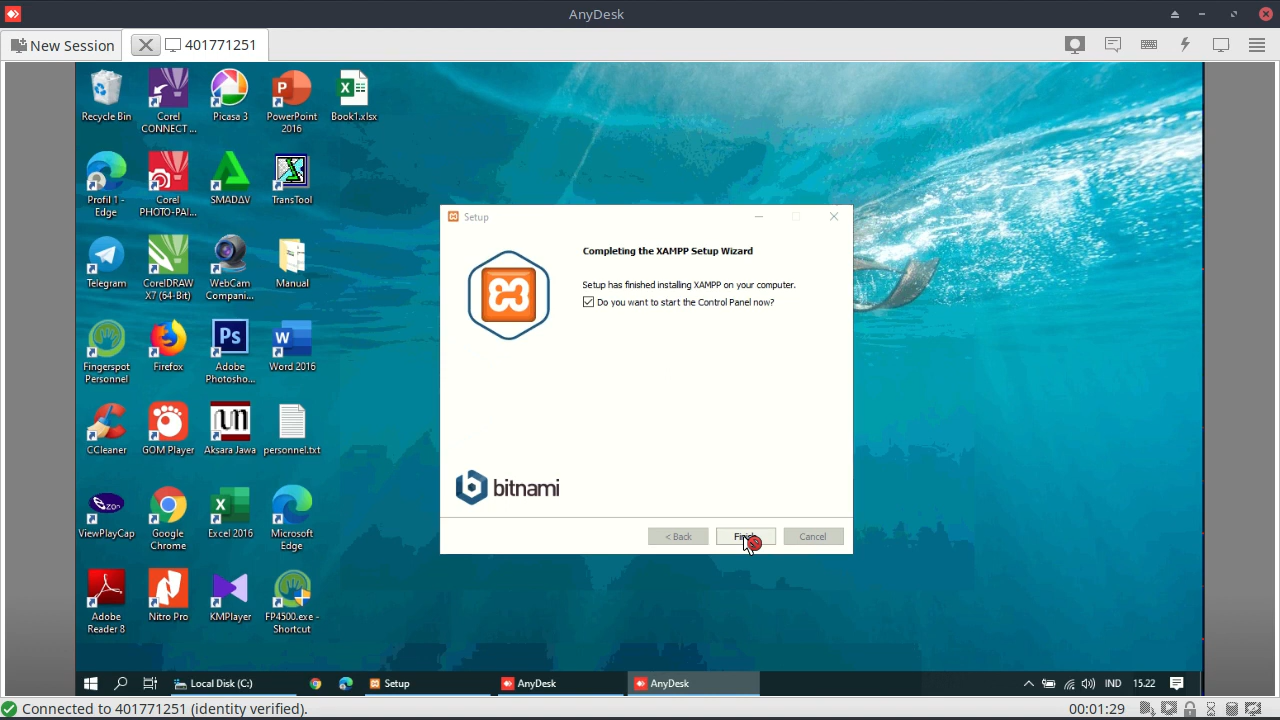 AnyDesk
New Session
401771251
Recycle Bin
Corel
CONNECT ...
Picasa 3
PowerPoint
2016
Book1.xlsx
Profil 1 -
Edge
Corel
PHOTO-PAI...
SMADΔV
TransTool
Telegram
CorelDRAW
X7 (64-Bit)
WebCam
Compani...
Manual
Fingerspot
Personnel
Firefox
Ps
Adobe
Photosho...
Word 2016
CCleaner
GOM Player
Aksara Jawa
personnel.txt
ViewPlayCap
Google
Chrome
Excel 2016
Microsoft
Edge
Adobe
Reader 8
Nitro Pro
KMPlayer
FP4500.exe -
Shortcut
Setup
Completing the XAMPP Setup Wizard
Setup has finished installing XAMPP on your computer.
Do you want to start the Control Panel now?
bitnami
< Back
Finish
Cancel
Local Disk (C:)
Setup
AnyDesk
AnyDesk
IND
15.22
Connected to 401771251 (identity verified).
00:01:29